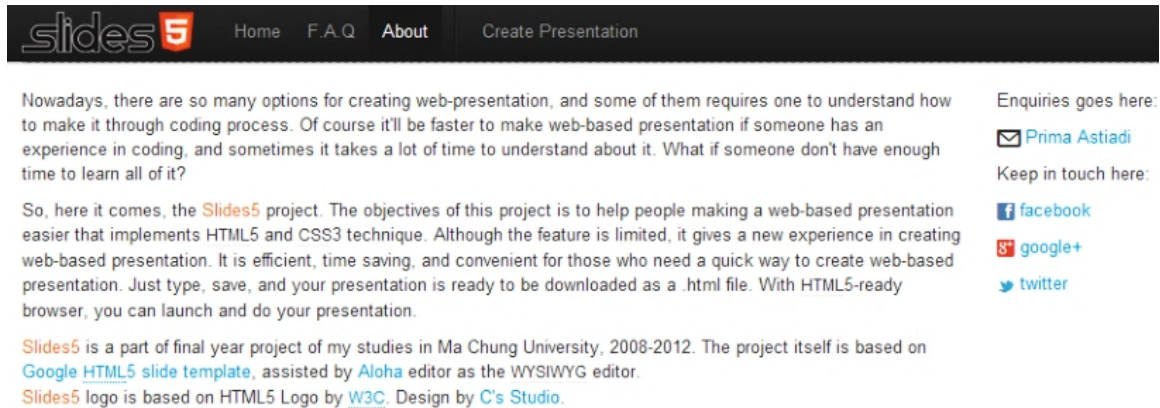 slides 5 Home F.A.Q About Create Presentation
Nowadays, there are so many options for creating web-presentation, and some of them requires one to understand how
to make it through coding process. Of course it'll be faster to make web-based presentation if someone has an
experience in coding, and sometimes it takes a lot of time to understand about it. What if someone don't have enough
time to learn all of it?
So, here it comes, the Slides5 project. The objectives of this project is to help people making a web-based presentation
easier that implements HTML5 and CSS3 technique. Although the feature is limited, it gives a new experience in creating
web-based presentation. It is efficient, time saving, and convenient for those who need a quick way to create web-based
presentation. Just type, save, and your presentation is ready to be downloaded as a .html file. With HTML5-ready
browser, you can launch and do your presentation.
Slides5 is a part of final year project of my studies in Ma Chung University, 2008-2012. The project itself is based on
Google HTML5 slide template, assisted by Aloha editor as the WYSIWYG editor.
Slides5 logo is based on HTML5 Logo by W3C. Design by C's Studio.
Enquiries goes here:
Prima Astiadi
Keep in touch here:
f facebook
g+ google+
twitter